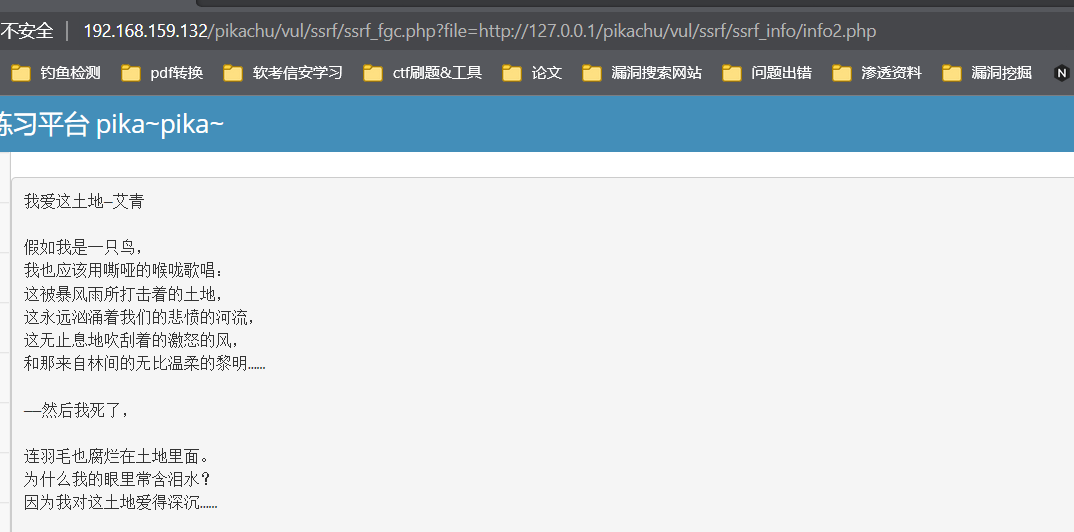 不安全 | 192.168.159.132/pikachu/vul/ssrf/ssrf_fgc.php?file=http://127.0.0.1/pikachu/vul/ssrf/ssrf_info/info2.php
钓鱼检测 pdf转换 软考信安学习 ctf刷题&工具 论文 漏洞搜索网站 问题出错 渗透资料 漏洞挖掘 N
练习平台 pika~pika~
我爱这土地—艾青
假如我是一只鸟，
我也应该用嘶哑的喉咙歌唱：
这被暴风雨所打击着的土地，
这永远汹涌着我们的悲愤的河流，
这无止息地吹刮着的激怒的风，
和那来自林间的无比温柔的黎明……
——然后我死了，
连羽毛也腐烂在土地里面。
为什么我的眼里常含泪水？
因为我对这土地爱得深沉……